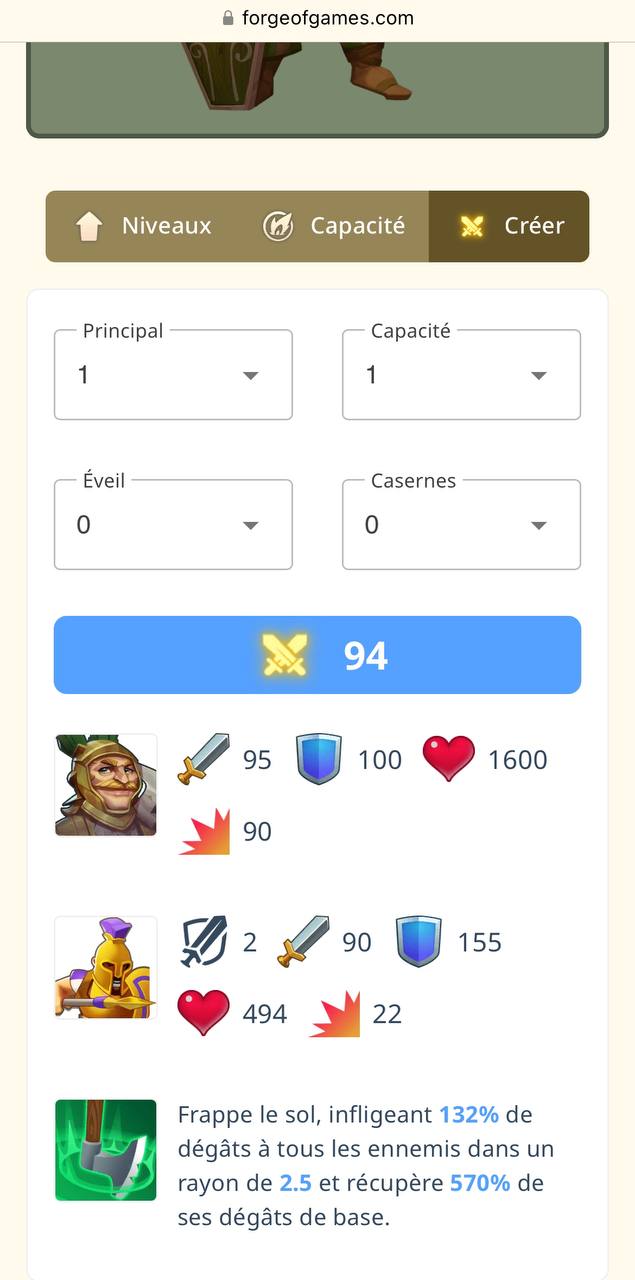 forgeofgames.com
Niveaux Capacité Créer
Principal Capacité
1 1
Éveil Casernes
0 0
94
95 100 1600
90
2 90 155
494 22
Frappe le sol, infligeant 132% de
dégâts à tous les ennemis dans un
rayon de 2.5 et récupère 570% de
ses dégâts de base.